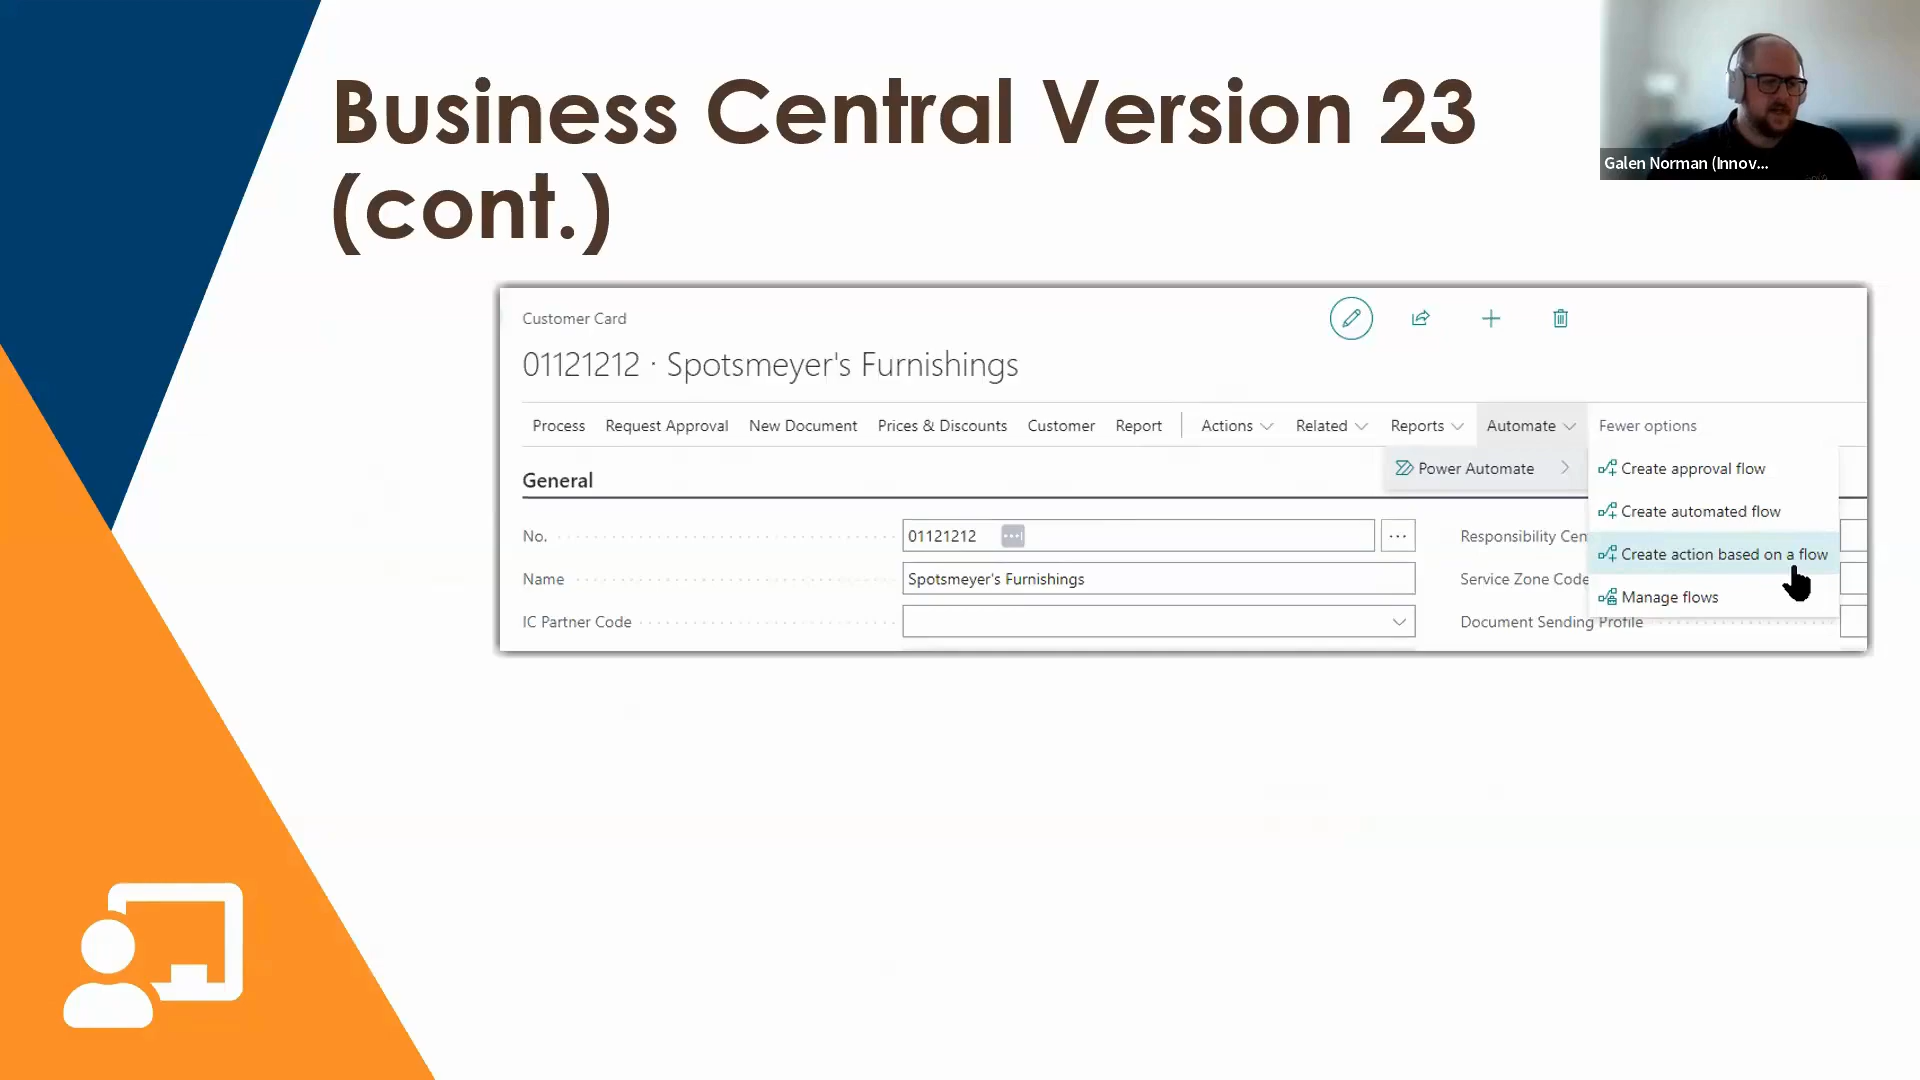 Business Central Version 23
(cont.)
Galen Norman (Innov...
Customer Card
01121212 · Spotsmeyer's Furnishings
Process Request Approval New Document Prices & Discounts Customer Report Actions Related Reports Automate Fewer options
Power Automate
Create approval flow
Create automated flow
Create action based on a flow
Manage flows
General
No. 01121212 ...
Name Spotsmeyer's Furnishings
IC Partner Code
Responsibility Cen
Service Zone Code
Document Sending Profile